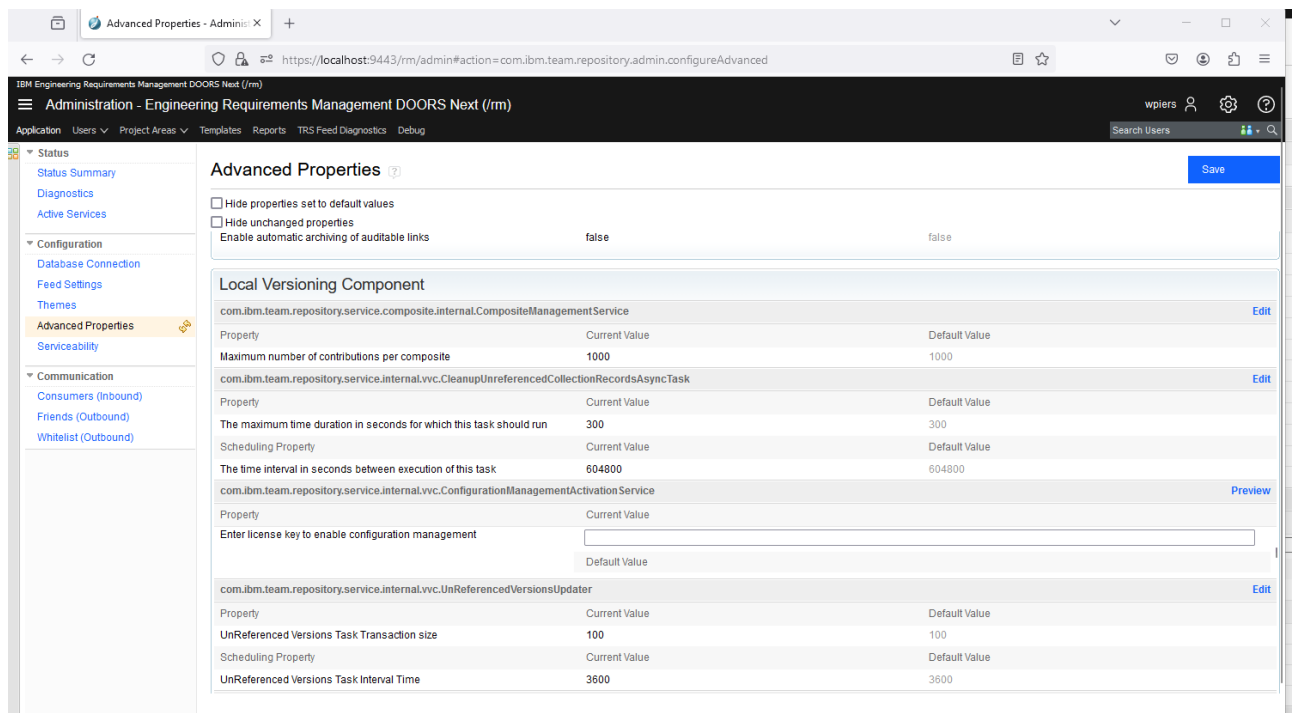 Advanced Properties - Adminis
https://localhost:9443/rm/admin#action=com.ibm.team.repository.admin.configureAdvanced
IBM Engineering Requirements Management DOORS Next (/rm)
Administration - Engineering Requirements Management DOORS Next (/rm)
wpiers
Application Users Project Areas Templates Reports TRS Feed Diagnostics Debug
Search Users
Status
Status Summary
Diagnostics
Active Services
Configuration
Database Connection
Feed Settings
Themes
Advanced Properties
Serviceability
Communication
Consumers (Inbound)
Friends (Outbound)
Whitelist (Outbound)
Advanced Properties ?
Save
Hide properties set to default values
Hide unchanged properties
Enable automatic archiving of auditable links false false
Local Versioning Component
com.ibm.team.repository.service.composite.internal.CompositeManagementService Edit
Property Current Value Default Value
Maximum number of contributions per composite 1000 1000
com.ibm.team.repository.service.internal.vvc.CleanupUnreferencedCollectionRecordsAsyncTask Edit
Property Current Value Default Value
The maximum time duration in seconds for which this task should run 300 300
Scheduling Property Current Value Default Value
The time interval in seconds between execution of this task 604800 604800
com.ibm.team.repository.service.internal.vvc.ConfigurationManagementActivationService Preview
Property Current Value
Enter license key to enable configuration management
Default Value
com.ibm.team.repository.service.internal.vvc.UnReferencedVersionsUpdater Edit
Property Current Value Default Value
UnReferenced Versions Task Transaction size 100 100
Scheduling Property Current Value Default Value
UnReferenced Versions Task Interval Time 3600 3600